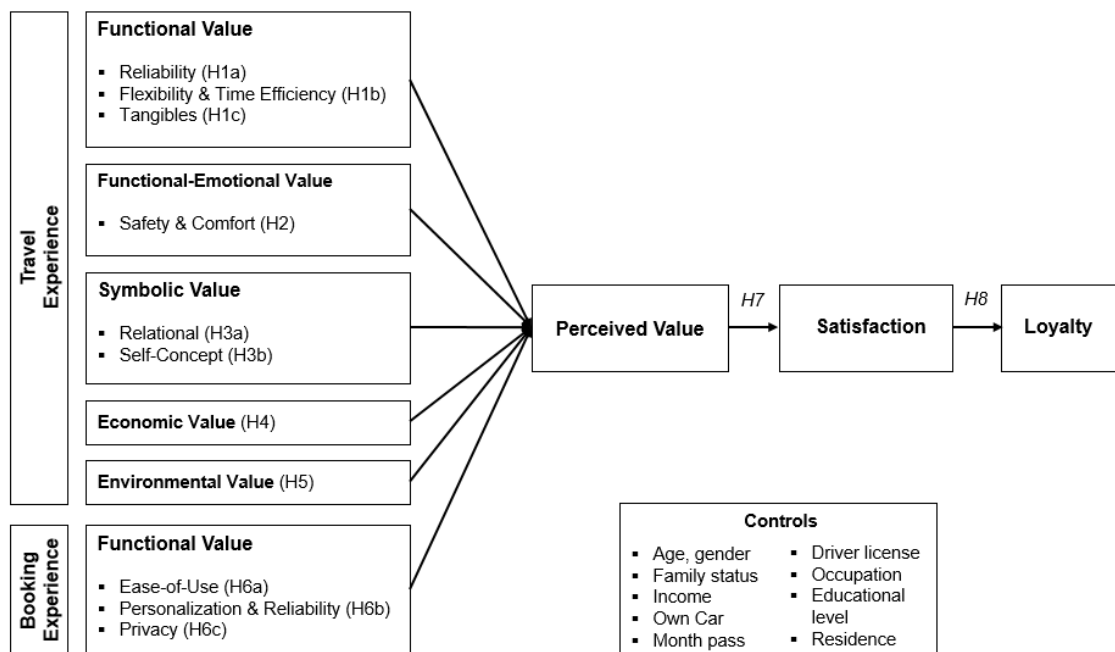 Travel
Experience
Functional Value
▪ Reliability (H1a)
▪ Flexibility & Time Efficiency (H1b)
▪ Tangibles (H1c)
Functional-Emotional Value
▪ Safety & Comfort (H2)
Symbolic Value
▪ Relational (H3a)
▪ Self-Concept (H3b)
Economic Value (H4)
Environmental Value (H5)
Booking
Experience
Functional Value
▪ Ease-of-Use (H6a)
▪ Personalization & Reliability (H6b)
▪ Privacy (H6c)
Perceived Value
H7
Satisfaction
H8
Loyalty
Controls
▪ Age, gender
▪ Family status
▪ Income
▪ Own Car
▪ Month pass
▪ Driver license
▪ Occupation
▪ Educational
level
▪ Residence